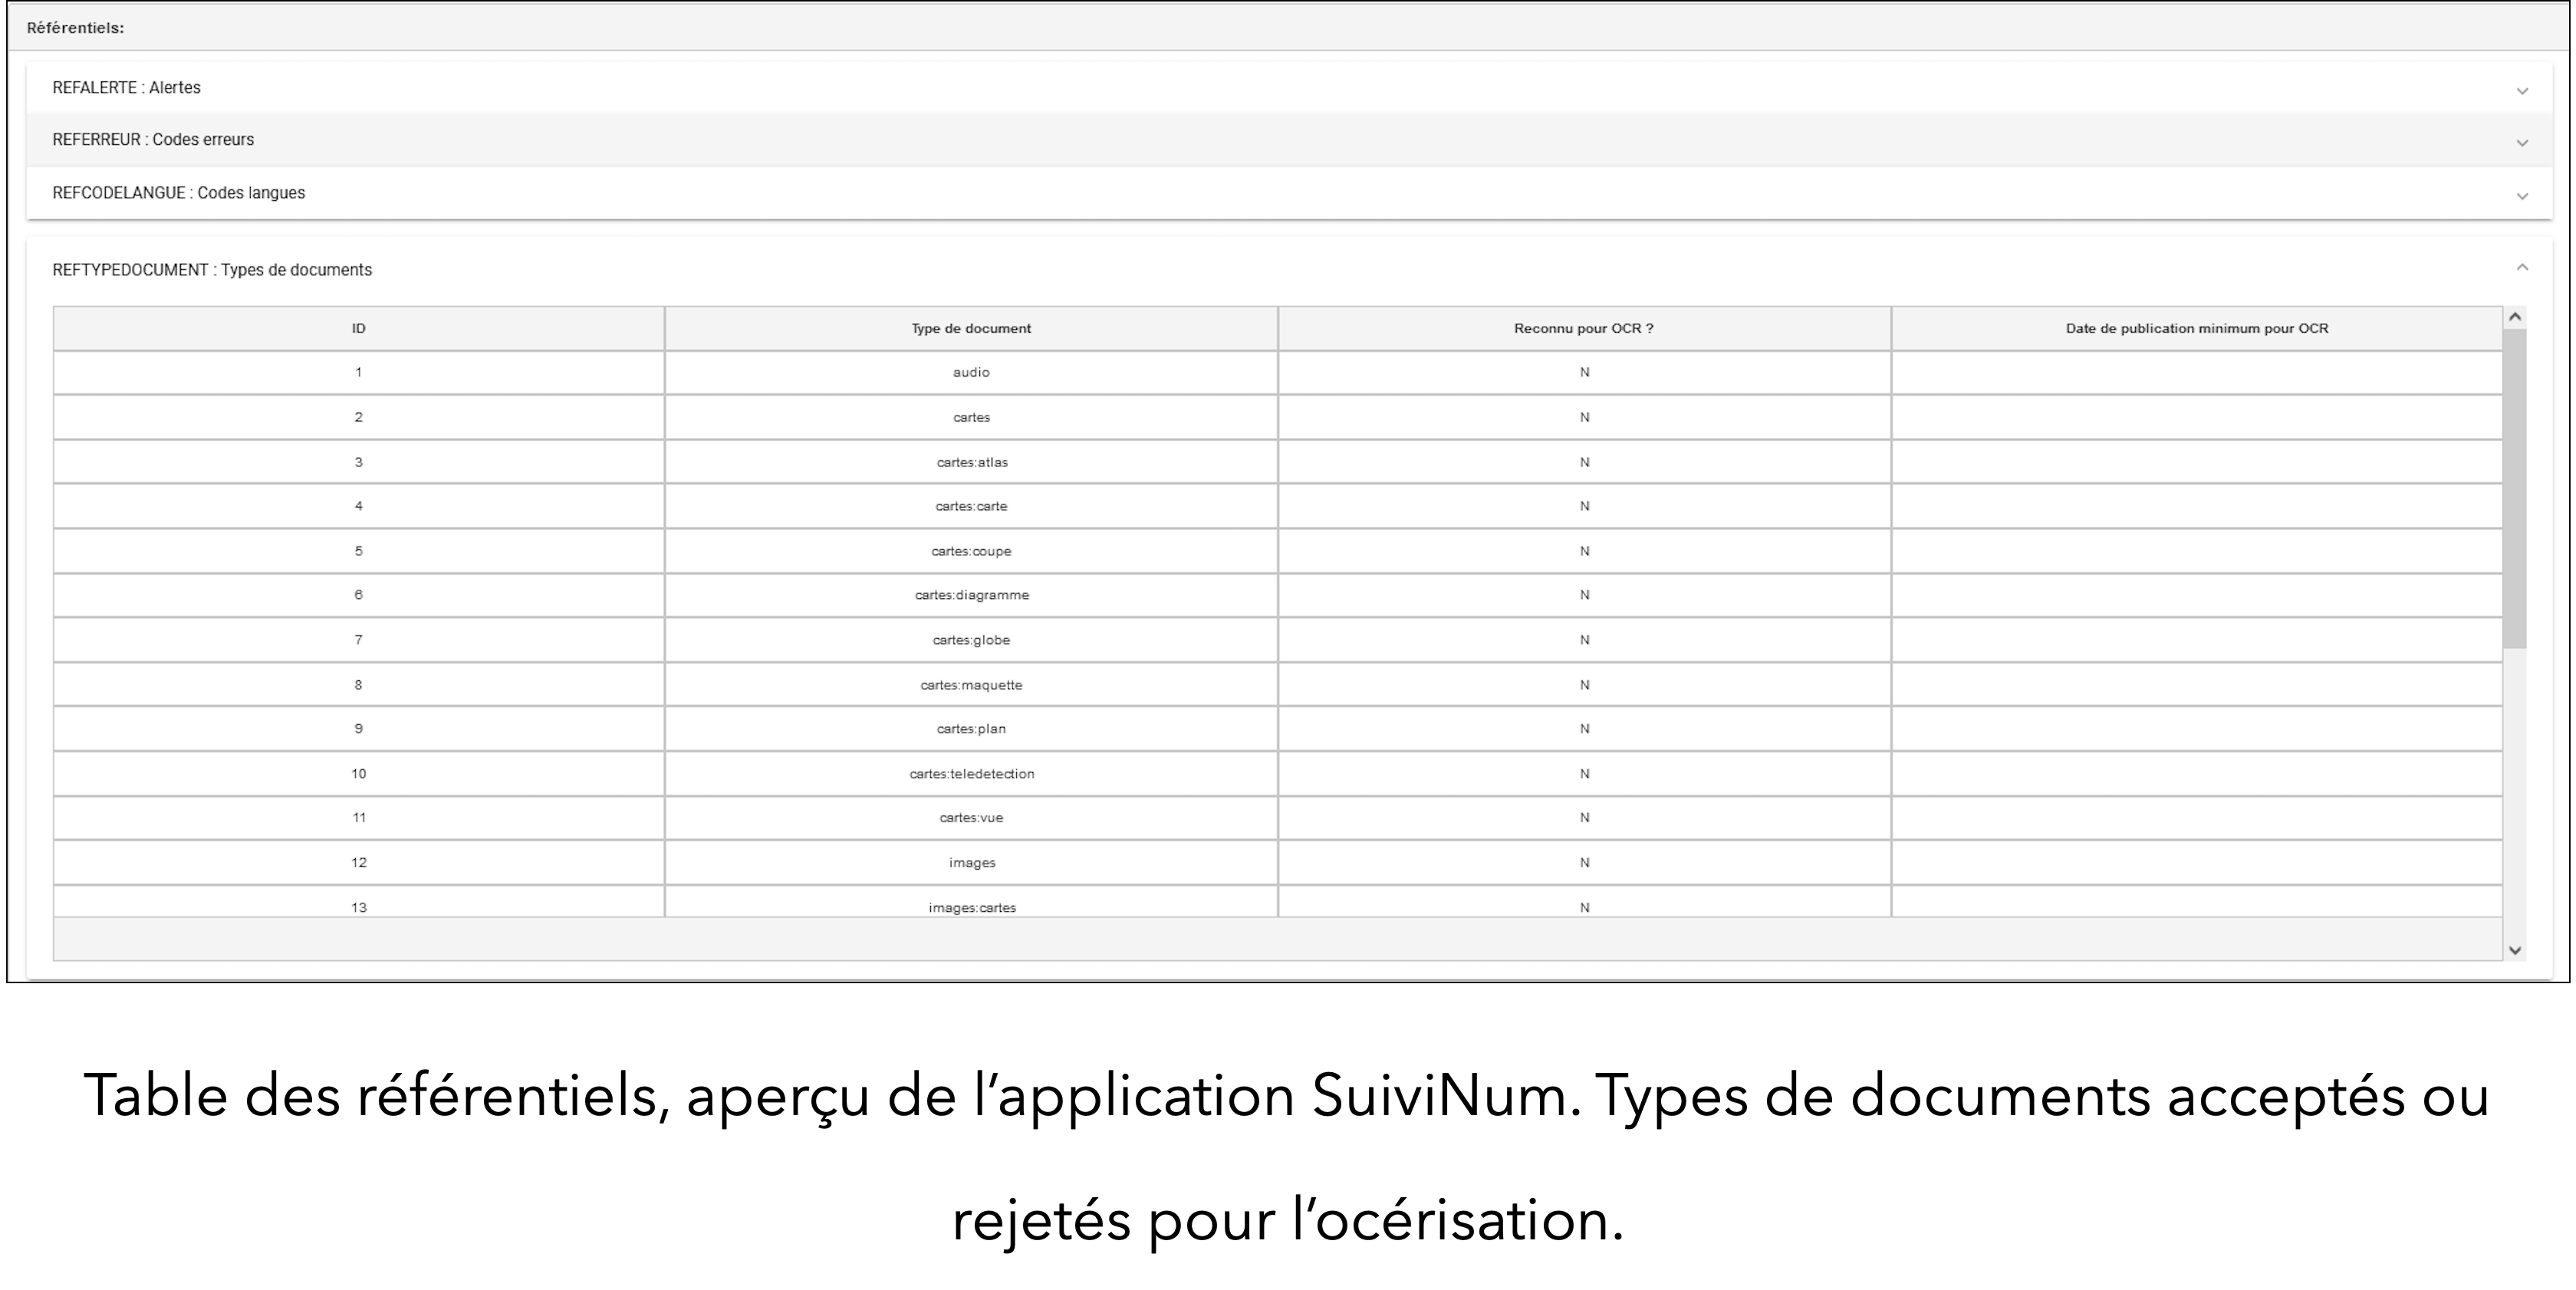 Référentiels:
REFALERTE : Alertes
REFERREUR : Codes erreurs
REFCODELANGUE : Codes langues
REFTYPEDOCUMENT : Types de documents
ID Type de document Reconnu pour OCR ? Date de publication minimum pour OCR
1 audio N
2 cartes N
3 cartes:atlas N
4 cartes:carte N
5 cartes:coupe N
6 cartes:diagramme N
7 cartes:globe N
8 cartes:maquette N
9 cartes:plan N
10 cartes:teledetection N
11 cartes:vue N
12 images N
13 images:cartes N
Table des référentiels, aperçu de l’application SuiviNum. Types de documents acceptés ou
rejetés pour l’océrisation.